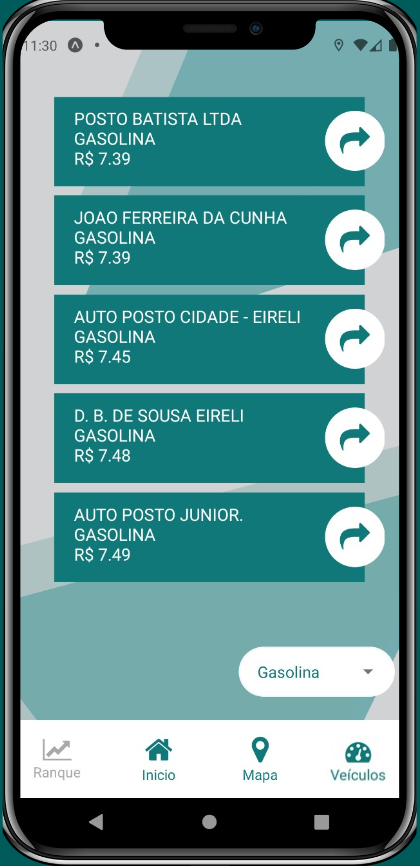 11:30
POSTO BATISTA LTDA
GASOLINA
R$ 7.39
JOAO FERREIRA DA CUNHA
GASOLINA
R$ 7.39
AUTO POSTO CIDADE - EIRELI
GASOLINA
R$ 7.45
D. B. DE SOUSA EIRELI
GASOLINA
R$ 7.48
AUTO POSTO JUNIOR.
GASOLINA
R$ 7.49
Gasolina
Ranque Inicio Mapa Veículos